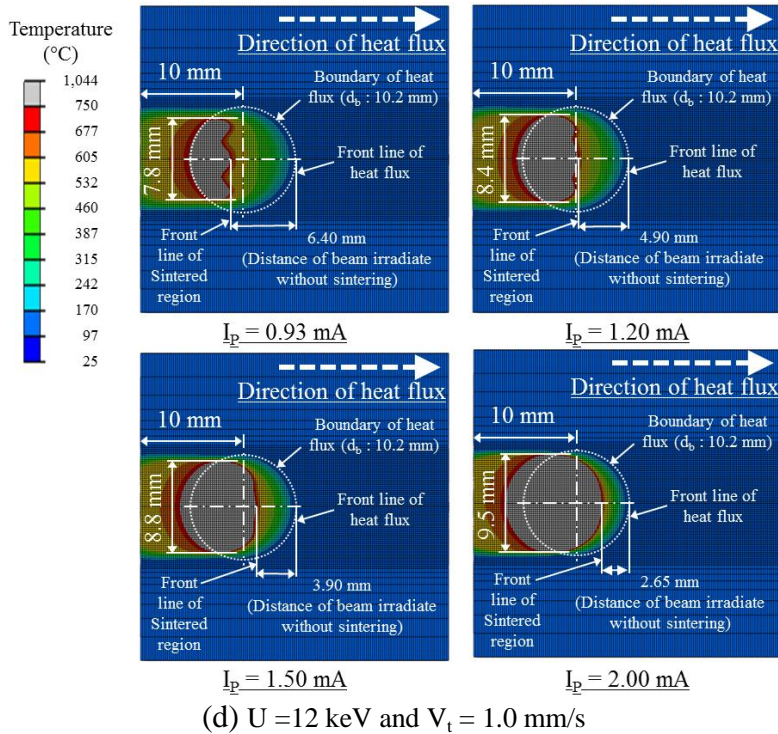 Temperature
(°C)
1,044
750
677
605
532
460
387
315
242
170
97
25
Direction of heat flux
10 mm
Boundary of heat
flux (d_b : 10.2 mm)
7.8 mm
Front line of
heat flux
Front
line of
Sintered
region
6.40 mm
(Distance of beam irradiate
without sintering)
I_P = 0.93 mA
Direction of heat flux
10 mm
Boundary of heat
flux (d_b : 10.2 mm)
8.4 mm
Front line of
heat flux
Front
line of
Sintered
region
4.90 mm
(Distance of beam irradiate
without sintering)
I_P = 1.20 mA
Direction of heat flux
10 mm
Boundary of heat
flux (d_b : 10.2 mm)
8.8 mm
Front line of
heat flux
Front
line of
Sintered
region
3.90 mm
(Distance of beam irradiate
without sintering)
I_P = 1.50 mA
Direction of heat flux
10 mm
Boundary of heat
flux (d_b : 10.2 mm)
9.5 mm
Front line of
heat flux
Front
line of
Sintered
region
2.65 mm
(Distance of beam irradiate
without sintering)
I_P = 2.00 mA
(d) U =12 keV and V_t = 1.0 mm/s